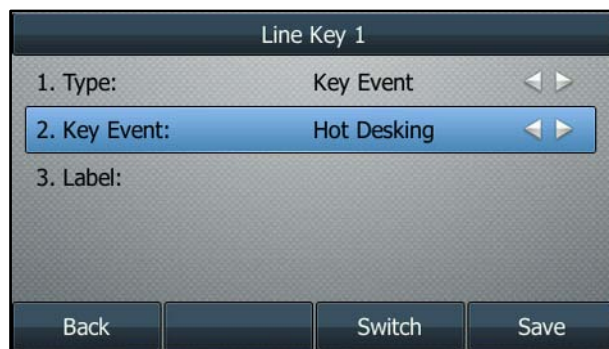 Line Key 1
1. Type: Key Event
2. Key Event: Hot Desking
3. Label:
Back Switch Save